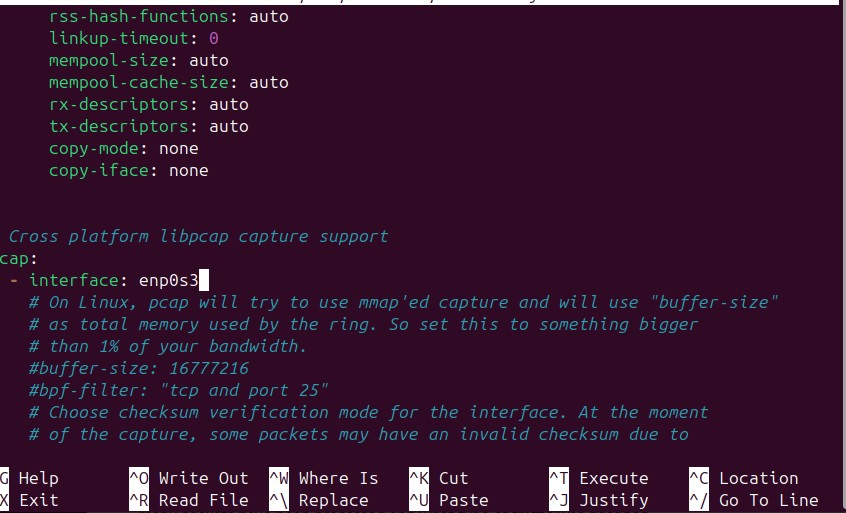 rss-hash-functions: auto
linkup-timeout: 0
mempool-size: auto
mempool-cache-size: auto
rx-descriptors: auto
tx-descriptors: auto
copy-mode: none
copy-iface: none
Cross platform libpcap capture support
cap:
- interface: enp0s3
# On Linux, pcap will try to use mmap'ed capture and will use "buffer-size"
# as total memory used by the ring. So set this to something bigger
# than 1% of your bandwidth.
#buffer-size: 16777216
#bpf-filter: "tcp and port 25"
# Choose checksum verification mode for the interface. At the moment
# of the capture, some packets may have an invalid checksum due to
G Help ^O Write Out ^W Where Is ^K Cut ^T Execute ^C Location
X Exit ^R Read File ^\ Replace ^U Paste ^J Justify ^/ Go To Line